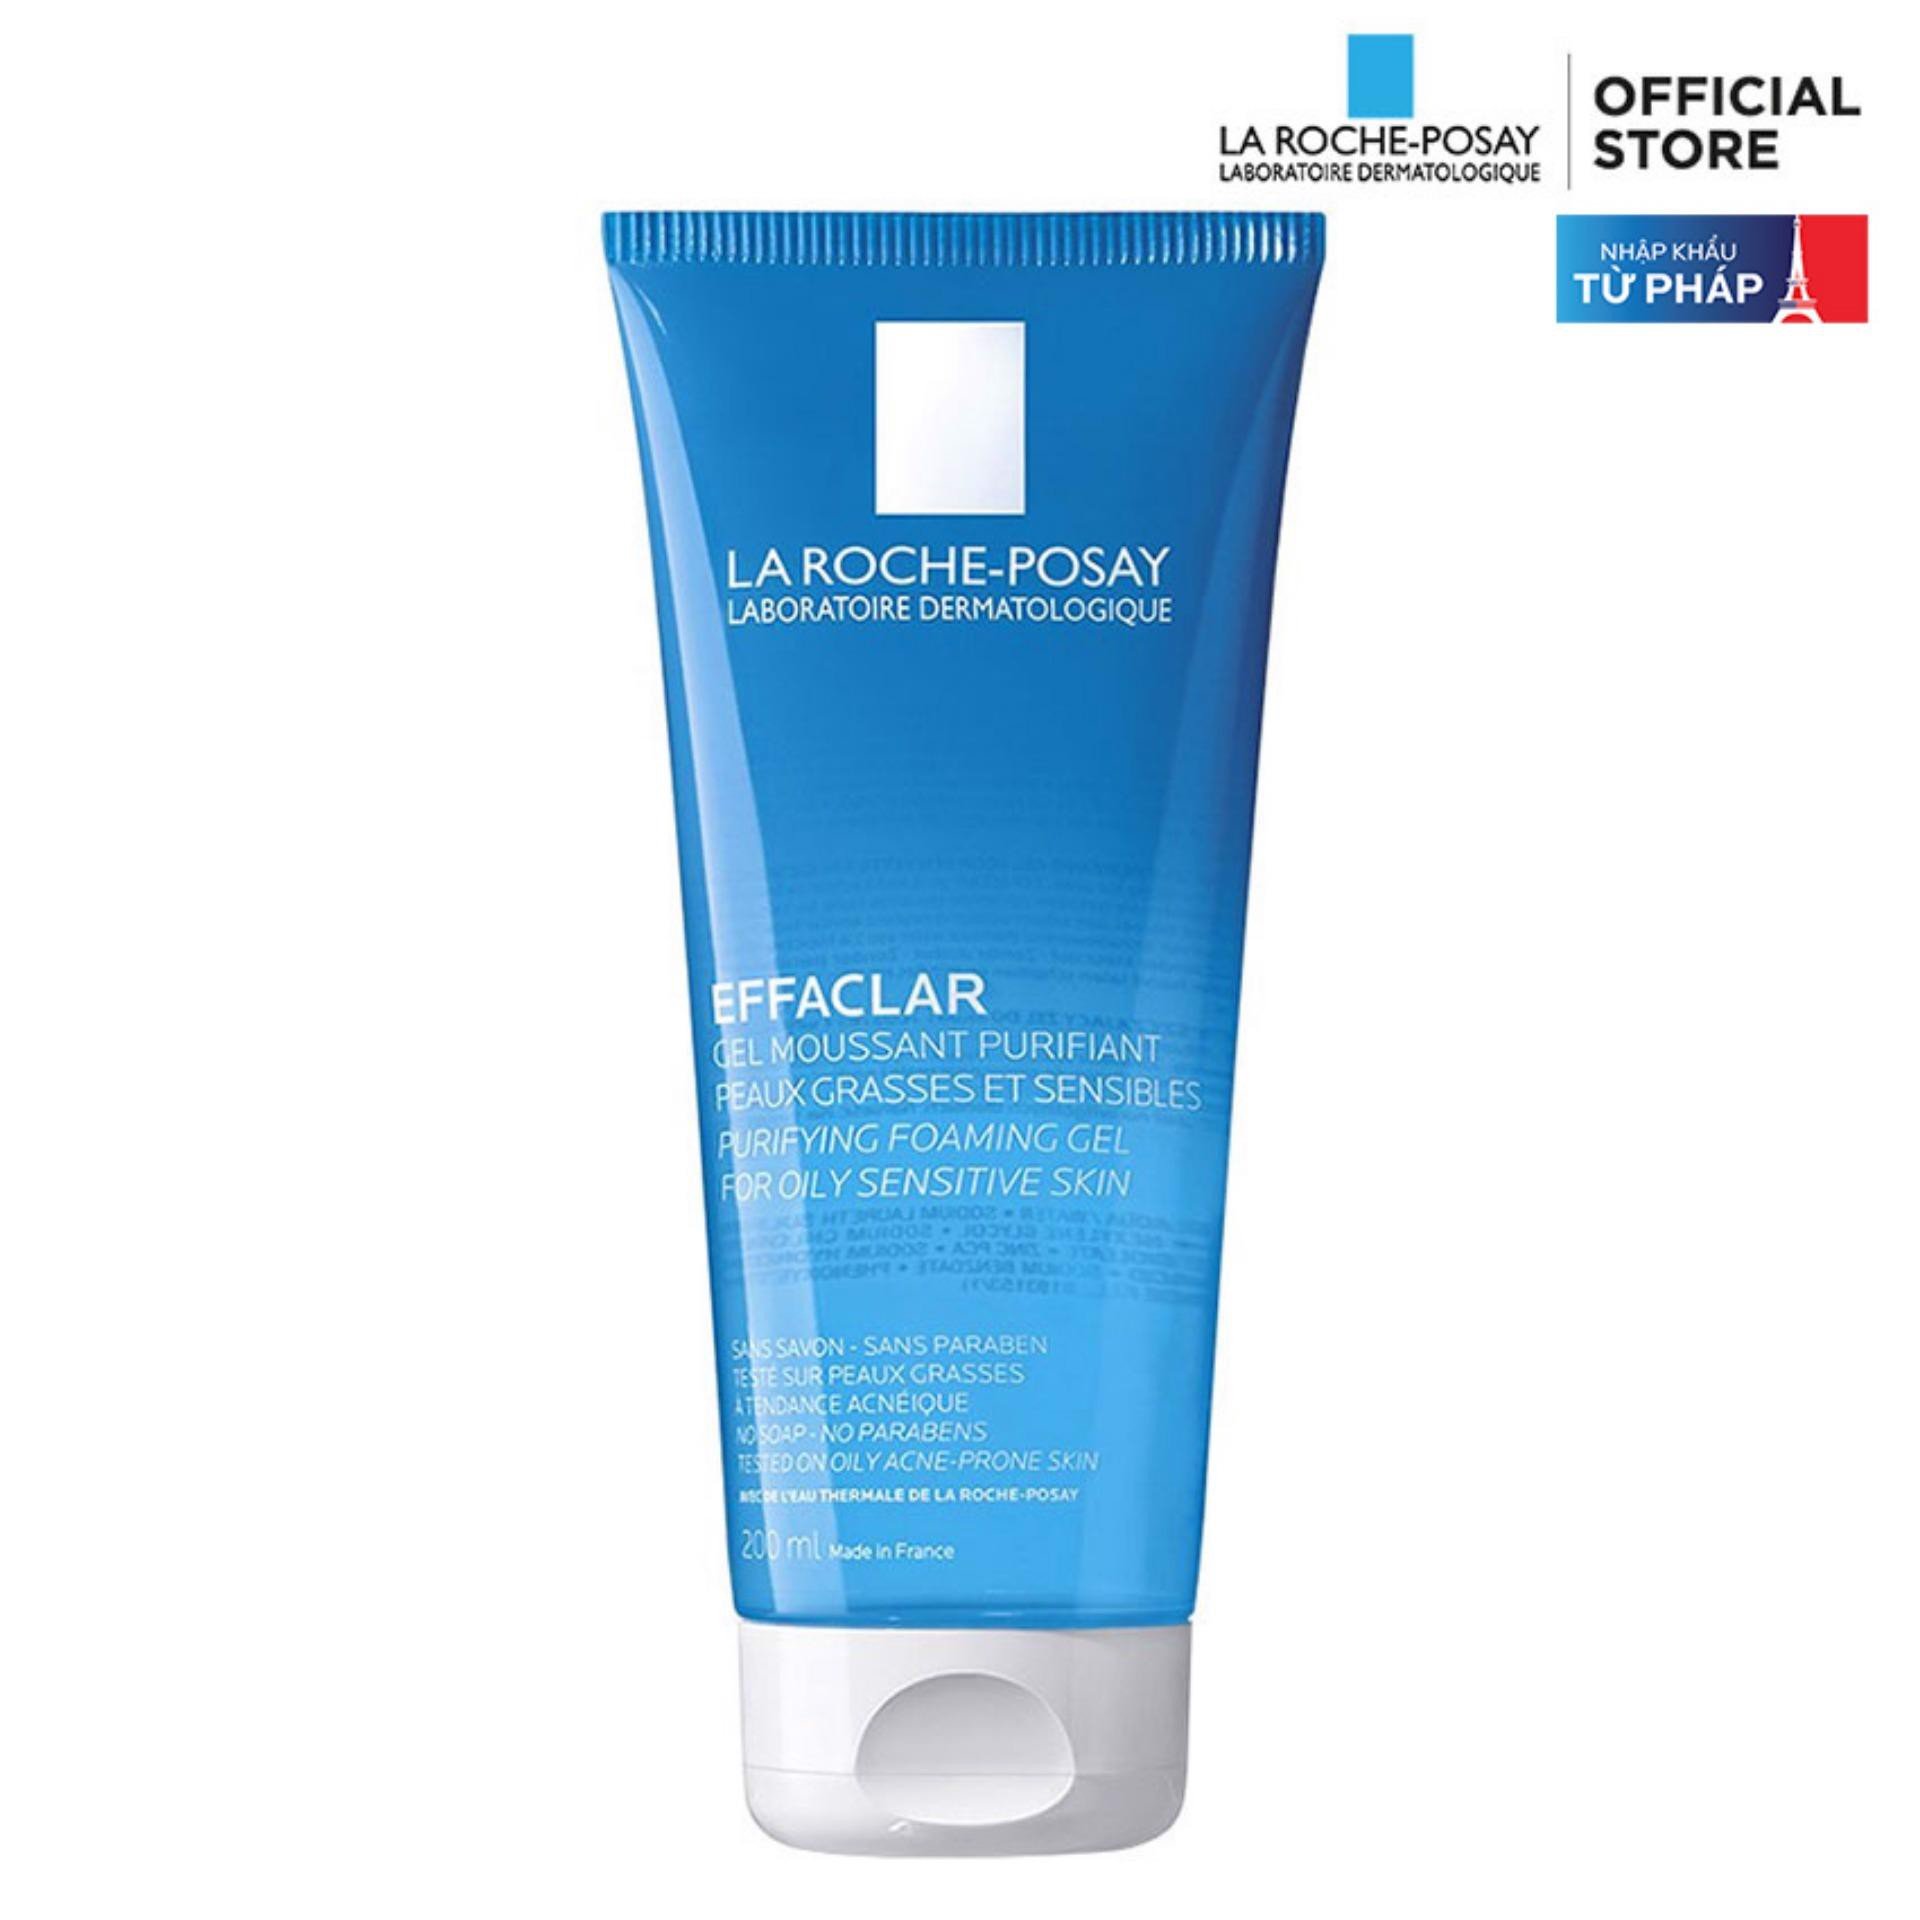 LA ROCHE-POSAY
LABORATOIRE DERMATOLOGIQUE
OFFICIAL
STORE
NHẬP KHẨU
TỪ PHÁP
LA ROCHE-POSAY
LABORATOIRE DERMATOLOGIQUE
EFFACLAR
GEL MOUSSANT PURIFIANT
PEAUX GRASSES ET SENSIBLES
PURIFYING FOAMING GEL
FOR OILY SENSITIVE SKIN
SANS SAVON - SANS PARABEN
TESTÉ SUR PEAUX GRASSES
À TENDANCE ACNÉIQUE
NO SOAP - NO PARABENS
TESTED ON OILY ACNE-PRONE SKIN
AVEC DE L'EAU THERMALE DE LA ROCHE-POSAY
200 ml Made in France